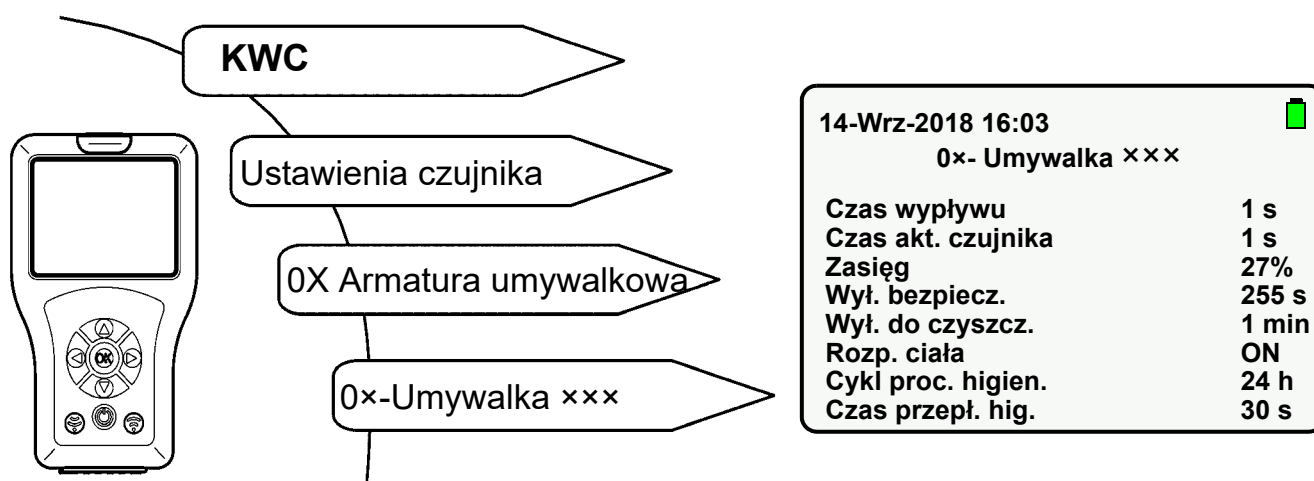 KWC
Ustawienia czujnika
0X Armatura umywalkowa
0×-Umywalka ×××
OK
14-Wrz-2018 16:03
0×- Umywalka ×××
Czas wypływu 1 s
Czas akt. czujnika 1 s
Zasięg 27%
Wył. bezpiecz. 255 s
Wył. do czyszcz. 1 min
Rozp. ciała ON
Cykl proc. higien. 24 h
Czas przepł. hig. 30 s